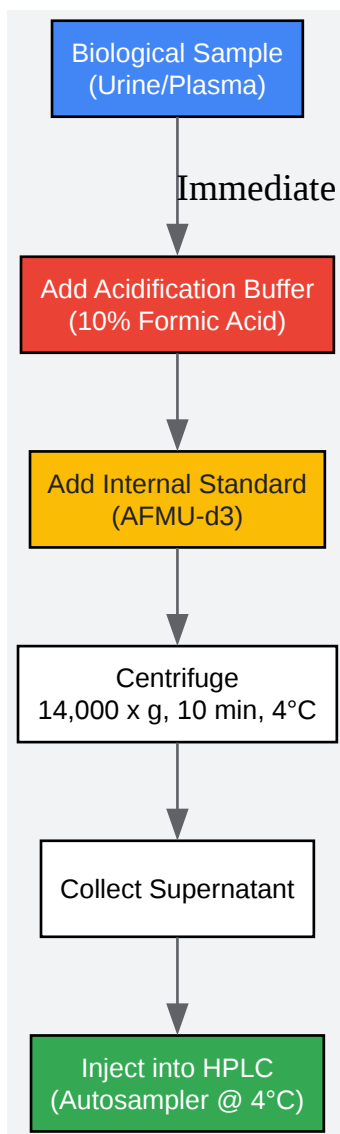 Biological Sample
(Urine/Plasma)
Immediate
Add Acidification Buffer
(10% Formic Acid)
Add Internal Standard
(AFMU-d3)
Centrifuge
14,000 x g, 10 min, 4°C
Collect Supernatant
Inject into HPLC
(Autosampler @ 4°C)